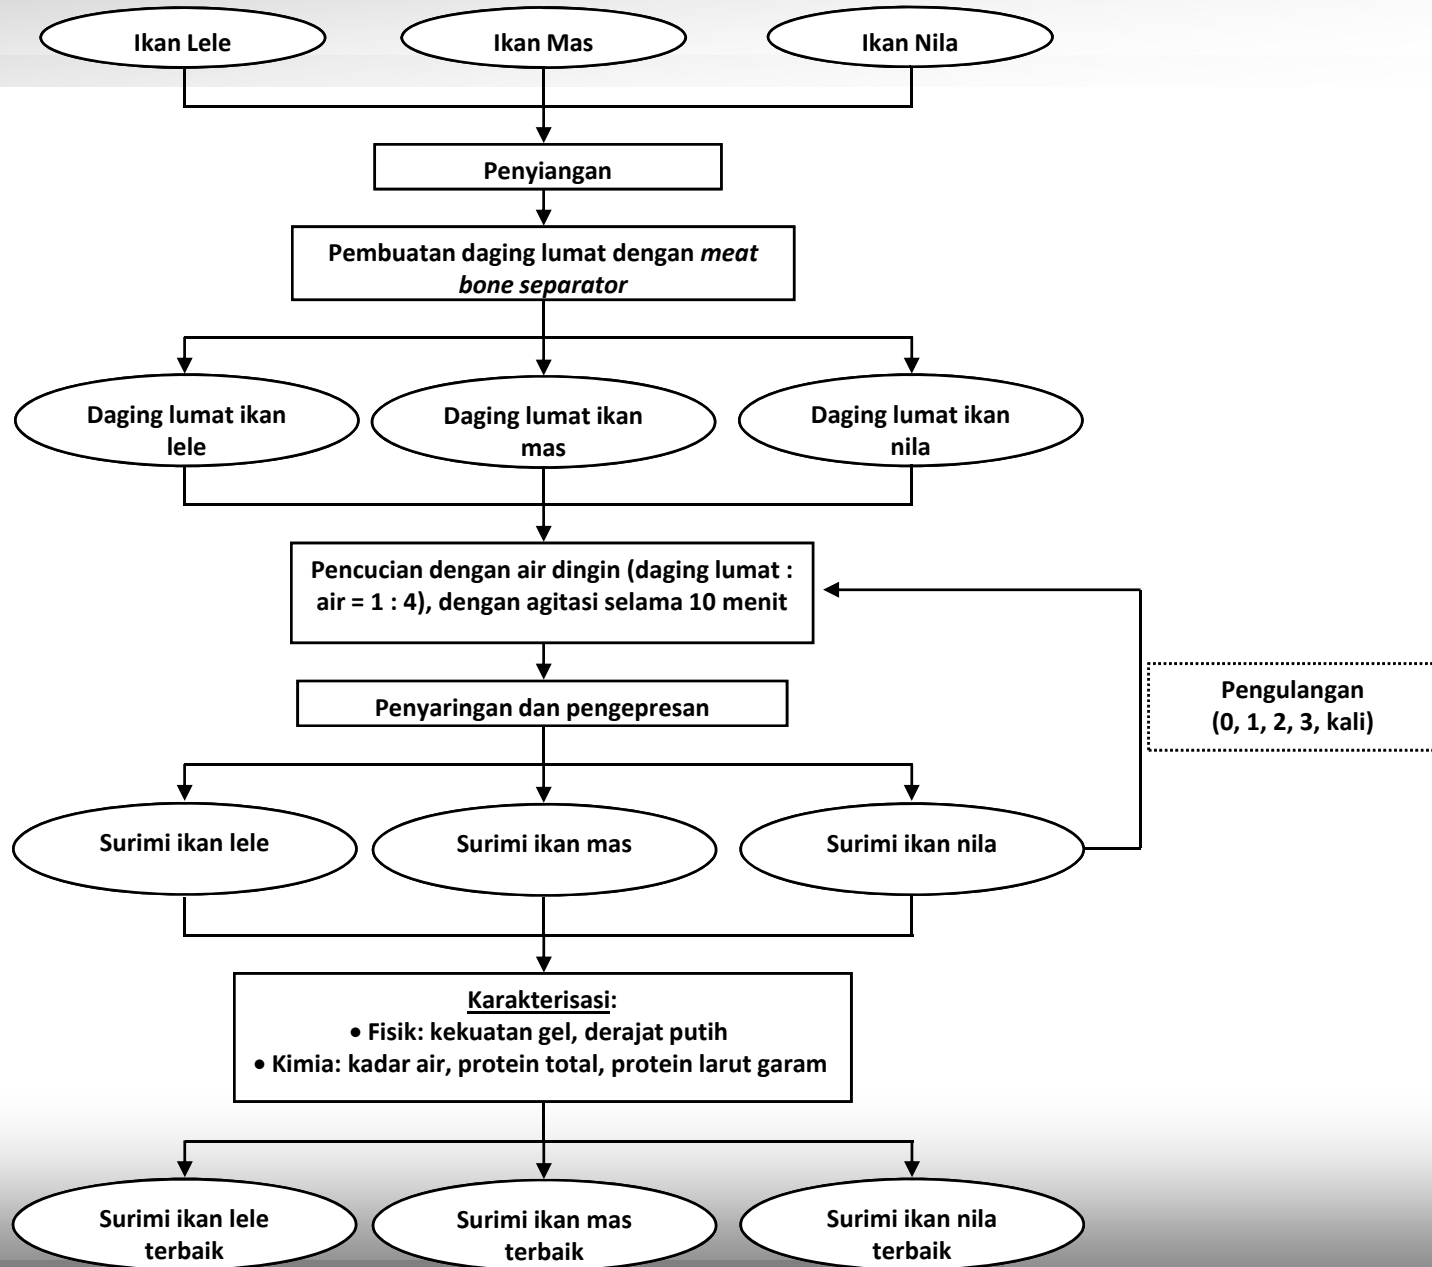 Ikan Lele
Ikan Mas
Ikan Nila
Penyiangan
Pembuatan daging lumat dengan meat
bone separator
Daging lumat ikan
lele
Daging lumat ikan
mas
Daging lumat ikan
nila
Pencucian dengan air dingin (daging lumat :
air = 1 : 4), dengan agitasi selama 10 menit
Pengulangan
(0, 1, 2, 3, kali)
Penyaringan dan pengepresan
Surimi ikan lele
Surimi ikan mas
Surimi ikan nila
Karakterisasi:
• Fisik: kekuatan gel, derajat putih
• Kimia: kadar air, protein total, protein larut garam
Surimi ikan lele
terbaik
Surimi ikan mas
terbaik
Surimi ikan nila
terbaik